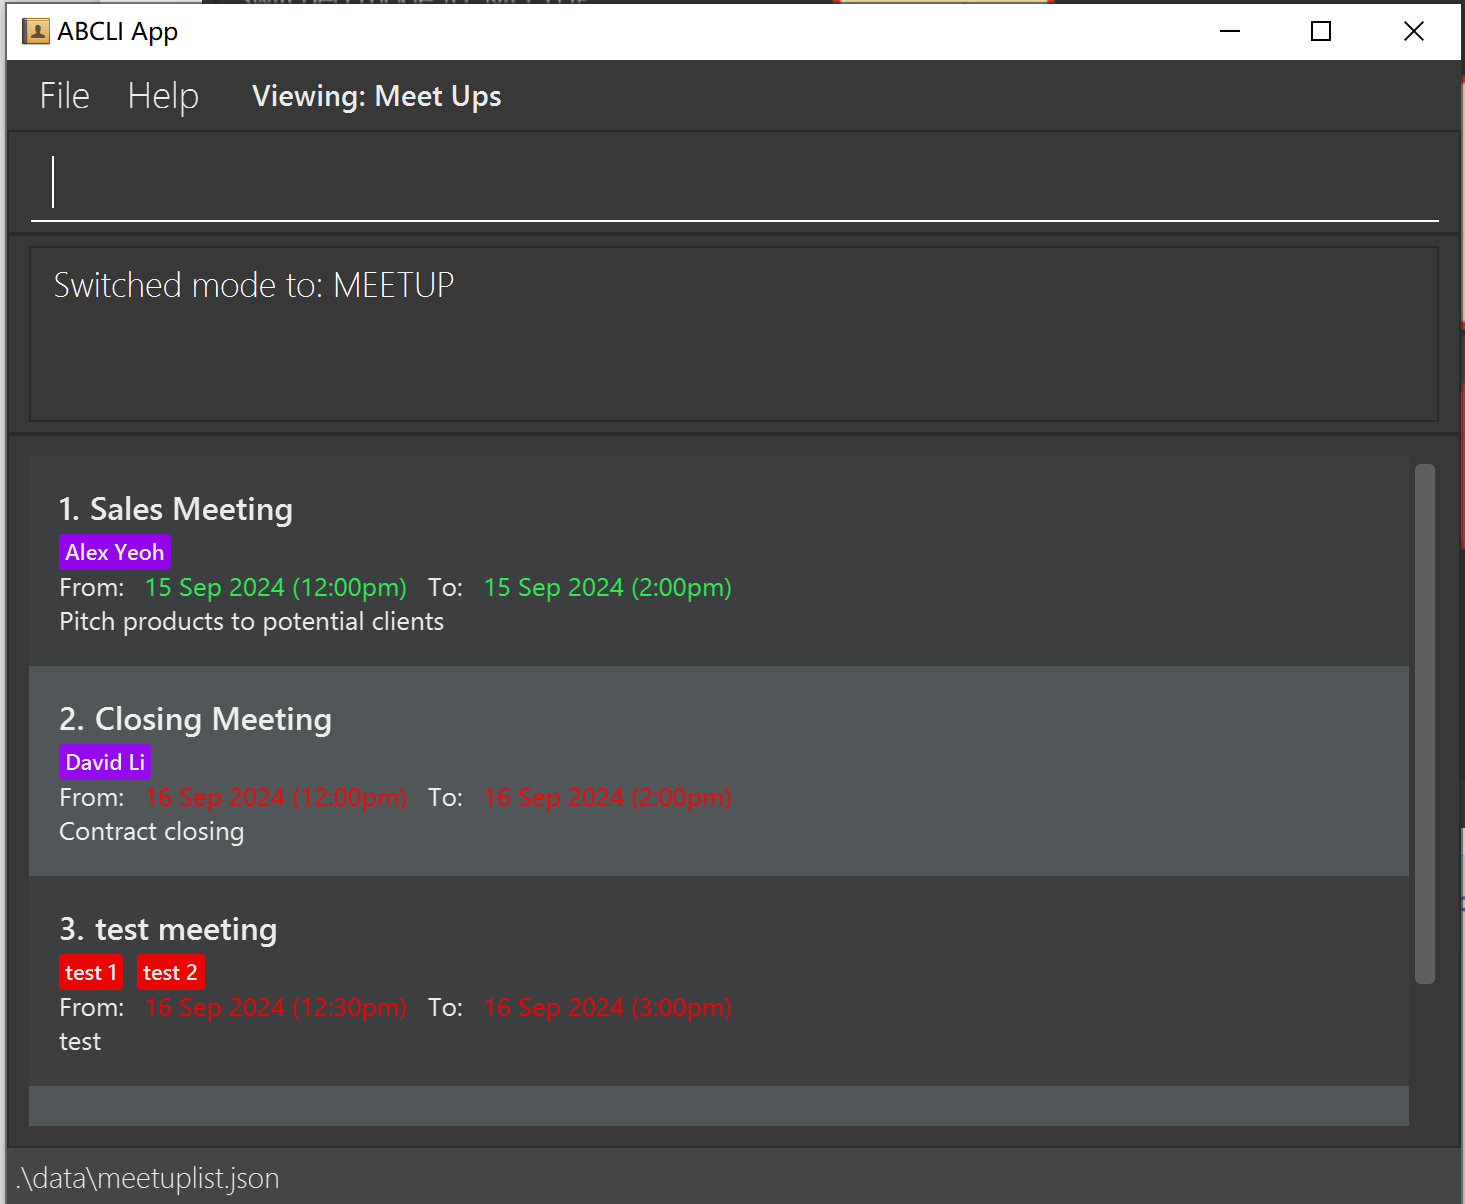 ABCLI App
File Help Viewing: Meet Ups
Switched mode to: MEETUP
1. Sales Meeting
Alex Yeoh
From: 15 Sep 2024 (12:00pm) To: 15 Sep 2024 (2:00pm)
Pitch products to potential clients
2. Closing Meeting
David Li
From: 16 Sep 2024 (12:00pm) To: 16 Sep 2024 (2:00pm)
Contract closing
3. test meeting
test 1 test 2
From: 16 Sep 2024 (12:30pm) To: 16 Sep 2024 (3:00pm)
test
.\data\meetuplist.json